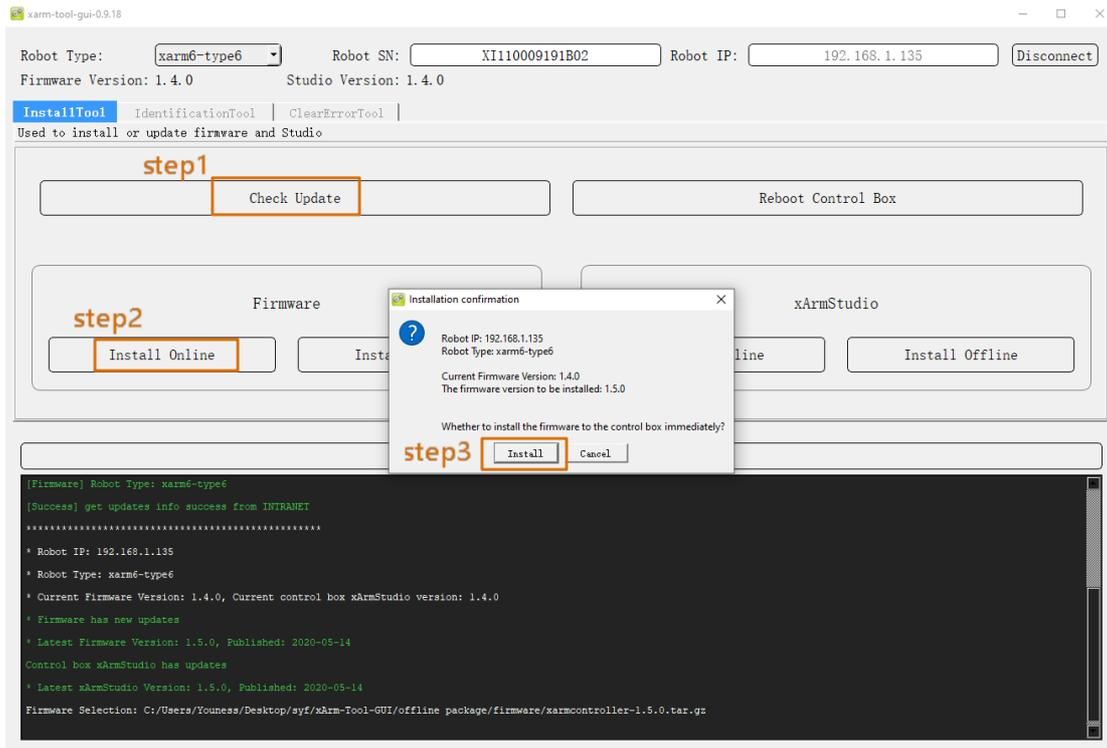 xarm-tool-gui-0.9.18
Robot Type: xarm6-type6 Robot SN: XI110009191B02 Robot IP: 192.168.1.135 Disconnect
Firmware Version: 1.4.0 Studio Version: 1.4.0
InstallTool IdentificationTool ClearErrorTool
Used to install or update firmware and Studio
step1
Check Update Reboot Control Box
Firmware xArmStudio
step2
Install Online Insta line Install Offline
Installation confirmation
?
Robot IP: 192.168.1.135
Robot Type: xarm6-type6
Current Firmware Version: 1.4.0
The firmware version to be installed: 1.5.0
Whether to install the firmware to the control box immediately?
step3 Install Cancel
[Firmware] Robot Type: xarm6-type6
[Success] get updates info success from INTRANET
**************************************************
* Robot IP: 192.168.1.135
* Robot Type: xarm6-type6
* Current Firmware Version: 1.4.0, Current control box xArmStudio version: 1.4.0
* Firmware has new updates
* Latest Firmware Version: 1.5.0, Published: 2020-05-14
Control box xArmStudio has updates
* Latest xArmStudio Version: 1.5.0, Published: 2020-05-14
Firmware Selection: C:/Users/Youness/Desktop/syf/xArm-Tool-GUI/offline package/firmware/xarmcontroller-1.5.0.tar.gz